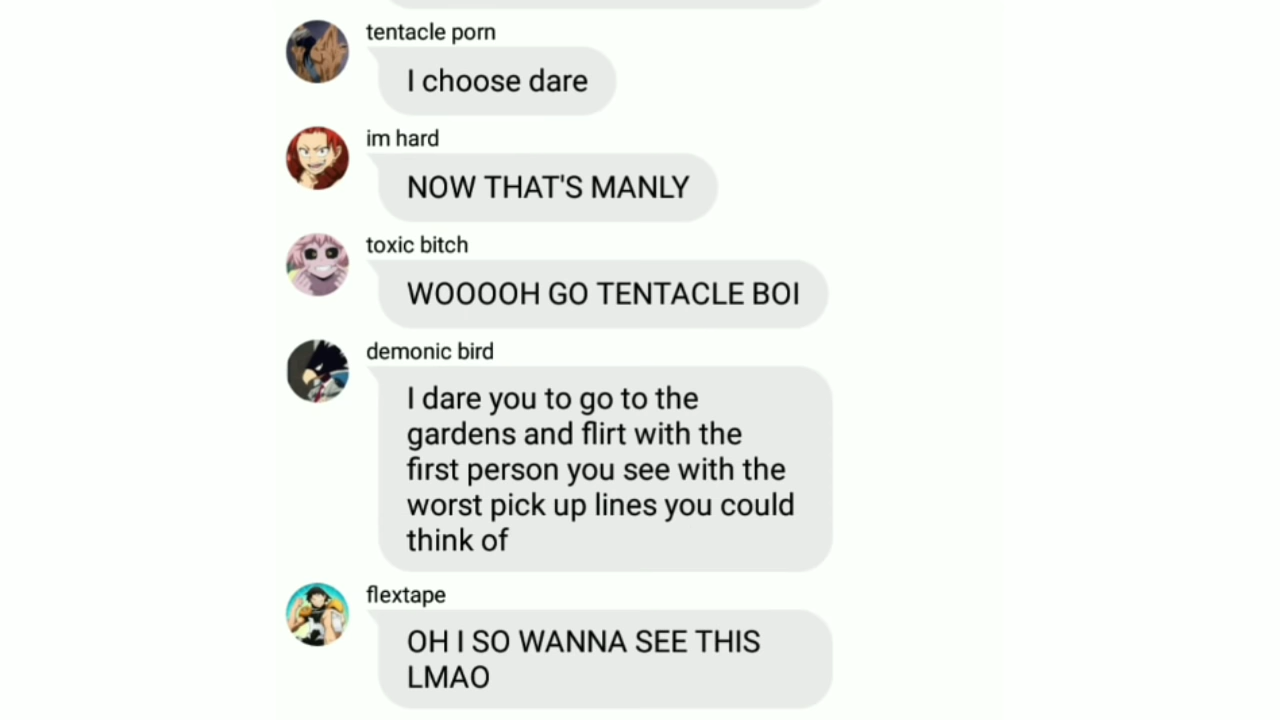 tentacle porn
I choose dare
im hard
NOW THAT'S MANLY
toxic bitch
WOOOOH GO TENTACLE BOI
demonic bird
I dare you to go to the
gardens and flirt with the
first person you see with the
worst pick up lines you could
think of
flextape
OH I SO WANNA SEE THIS
LMAO